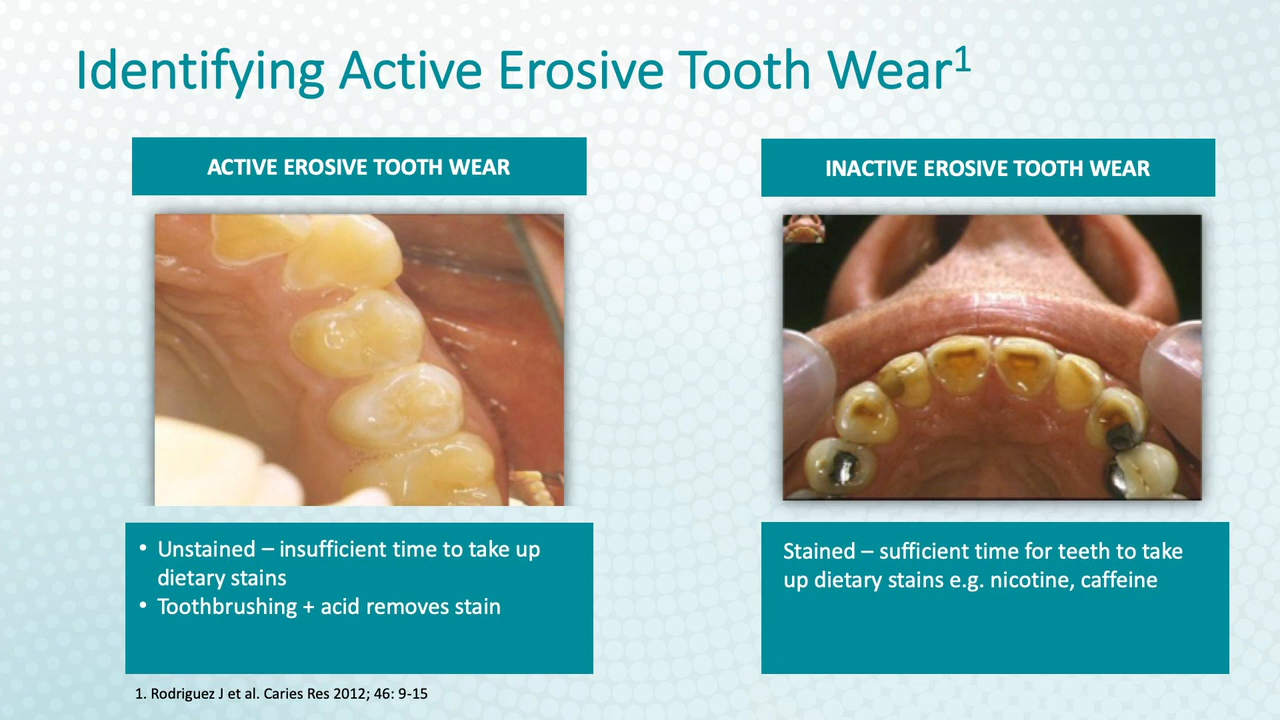 Identifying Active Erosive Tooth Wear¹
ACTIVE EROSIVE TOOTH WEAR
INACTIVE EROSIVE TOOTH WEAR
• Unstained – insufficient time to take up
dietary stains
• Toothbrushing + acid removes stain
Stained – sufficient time for teeth to take
up dietary stains e.g. nicotine, caffeine
1. Rodriguez J et al. Caries Res 2012; 46: 9-15